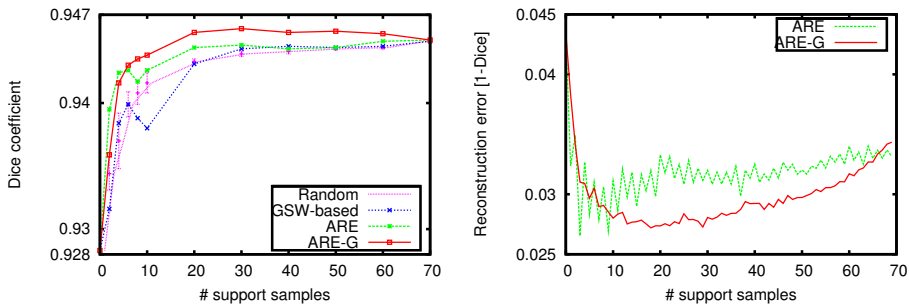 0.947
0.94
0.93
0.928
Dice coefficient
0 10 20 30 40 50 60 70
# support samples
Random
GSW-based
ARE
ARE-G
0.045
0.04
0.03
0.025
Reconstruction error [1-Dice]
0 10 20 30 40 50 60 70
# support samples
ARE
ARE-G